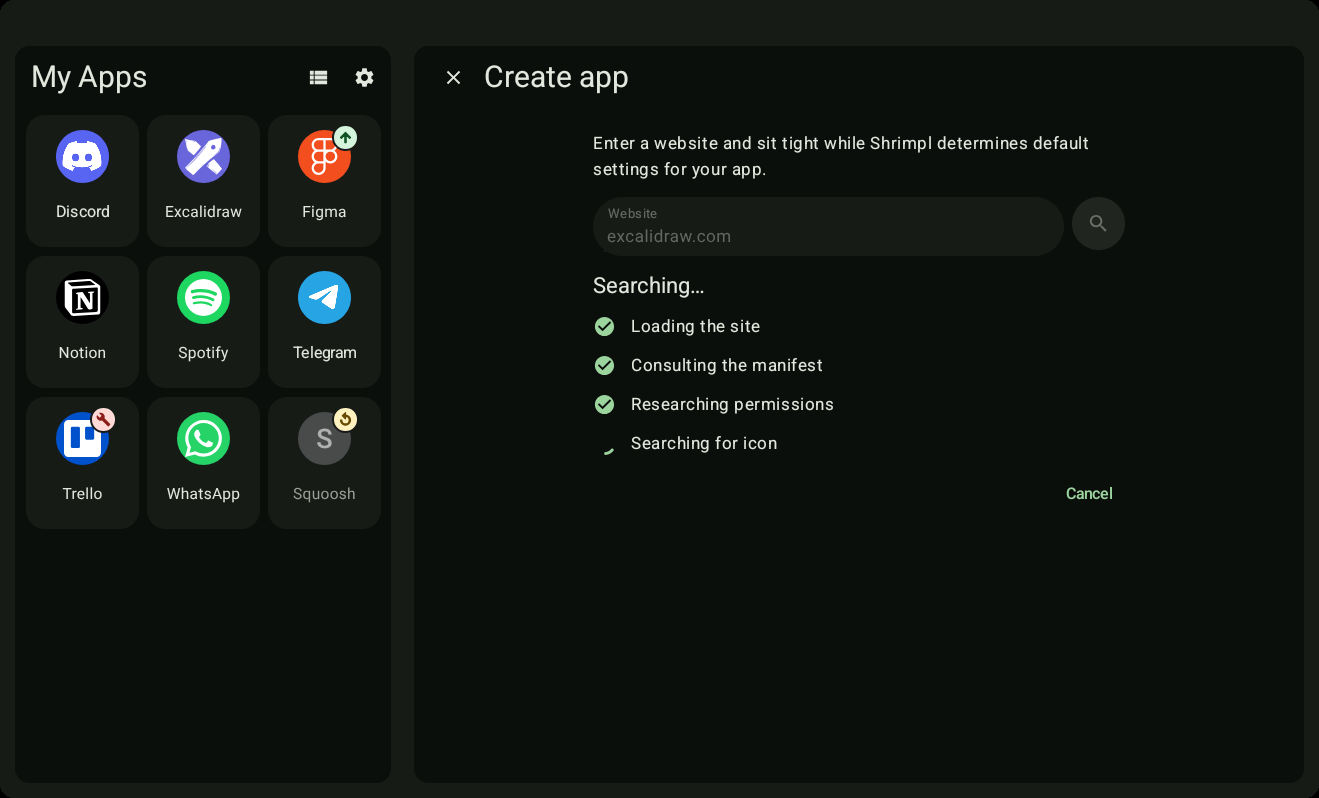 My Apps
Discord
Excalidraw
Figma
N
Notion
Spotify
Telegram
Trello
WhatsApp
S
Squoosh
Create app
Enter a website and sit tight while Shrimpl determines default
settings for your app.
Website
excalidraw.com
Searching…
Loading the site
Consulting the manifest
Researching permissions
Searching for icon
Cancel